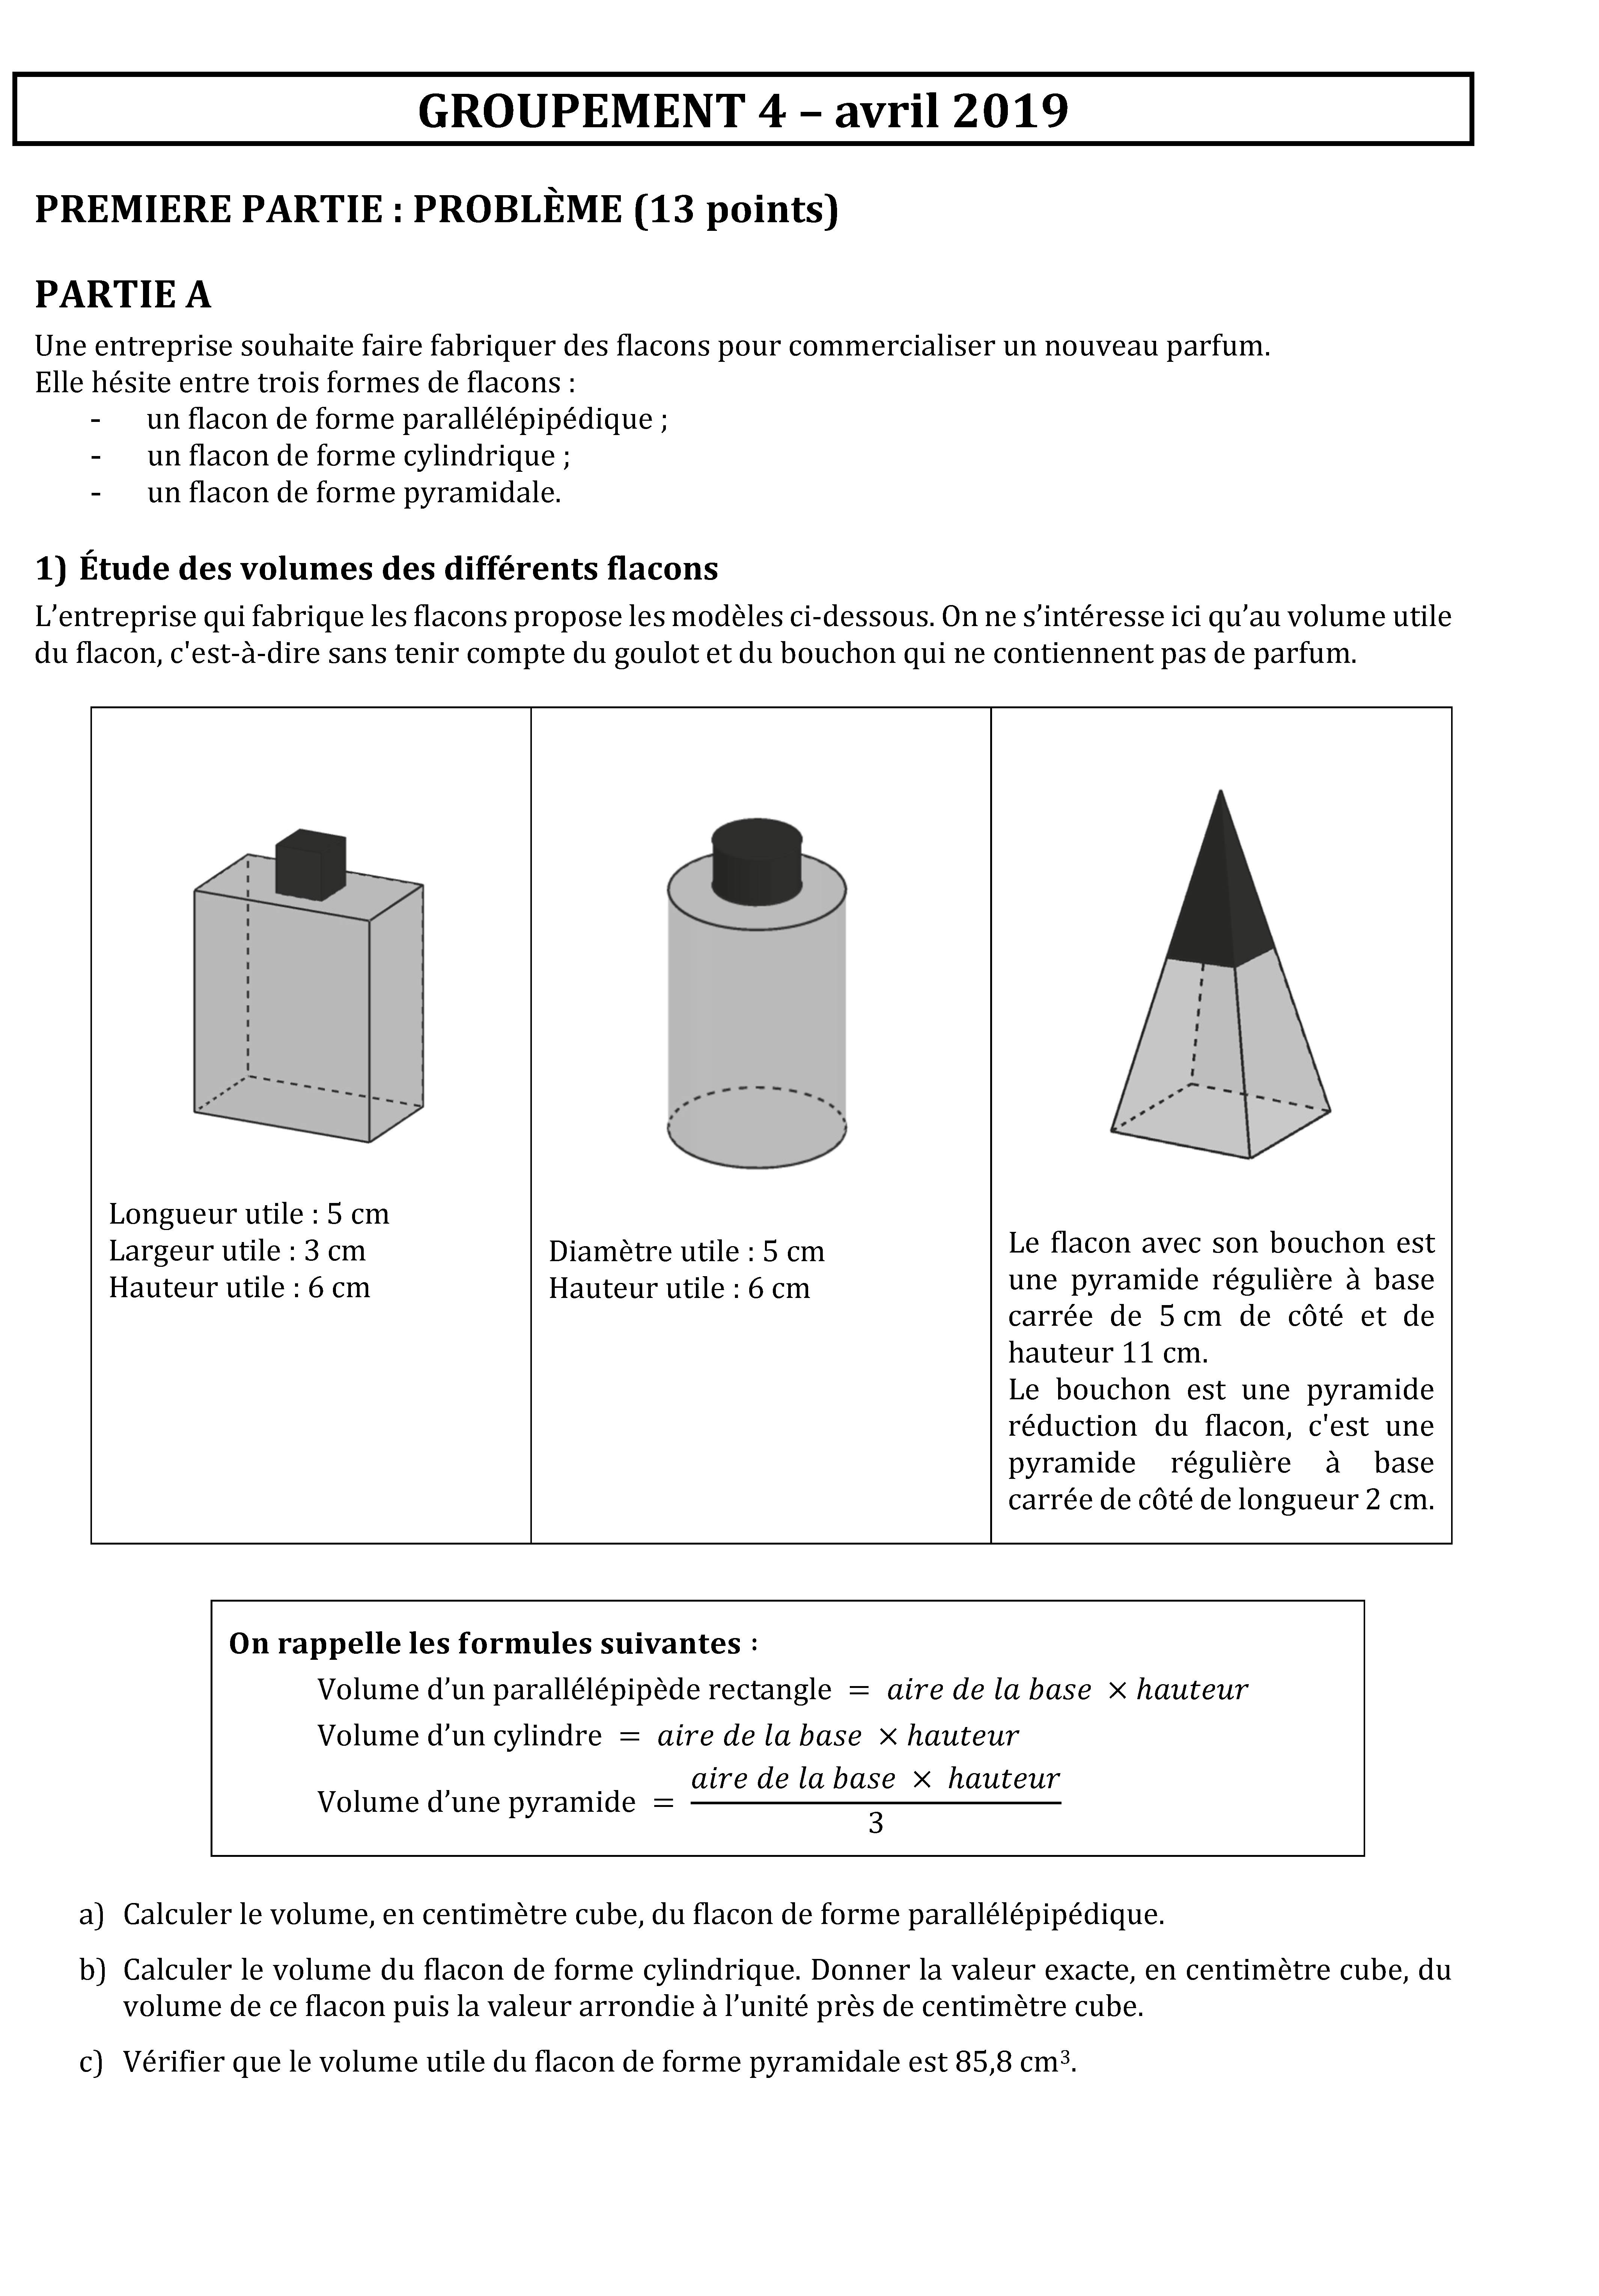 GROUPEMENT 4 – avril 2019
PREMIERE PARTIE : PROBLÈME (13 points)
PARTIE A
Une entreprise souhaite faire fabriquer des flacons pour commercialiser un nouveau parfum.
Elle hésite entre trois formes de flacons :
- un flacon de forme parallélépipédique ;
- un flacon de forme cylindrique ;
- un flacon de forme pyramidale.
1) Étude des volumes des différents flacons
L’entreprise qui fabrique les flacons propose les modèles ci-dessous. On ne s’intéresse ici qu’au volume utile
du flacon, c'est-à-dire sans tenir compte du goulot et du bouchon qui ne contiennent pas de parfum.
Longueur utile : 5 cm
Largeur utile : 3 cm
Hauteur utile : 6 cm
Diamètre utile : 5 cm
Hauteur utile : 6 cm
Le flacon avec son bouchon est
une pyramide régulière à base
carrée de 5 cm de côté et de
hauteur 11 cm.
Le bouchon est une pyramide
réduction du flacon, c'est une
pyramide régulière à base
carrée de côté de longueur 2 cm.
On rappelle les formules suivantes :
Volume d’un parallélépipède rectangle = aire de la base × hauteur
Volume d’un cylindre = aire de la base × hauteur
Volume d’une pyramide = aire de la base × hauteur
3
a) Calculer le volume, en centimètre cube, du flacon de forme parallélépipédique.
b) Calculer le volume du flacon de forme cylindrique. Donner la valeur exacte, en centimètre cube, du
volume de ce flacon puis la valeur arrondie à l’unité près de centimètre cube.
c) Vérifier que le volume utile du flacon de forme pyramidale est 85,8 cm³.